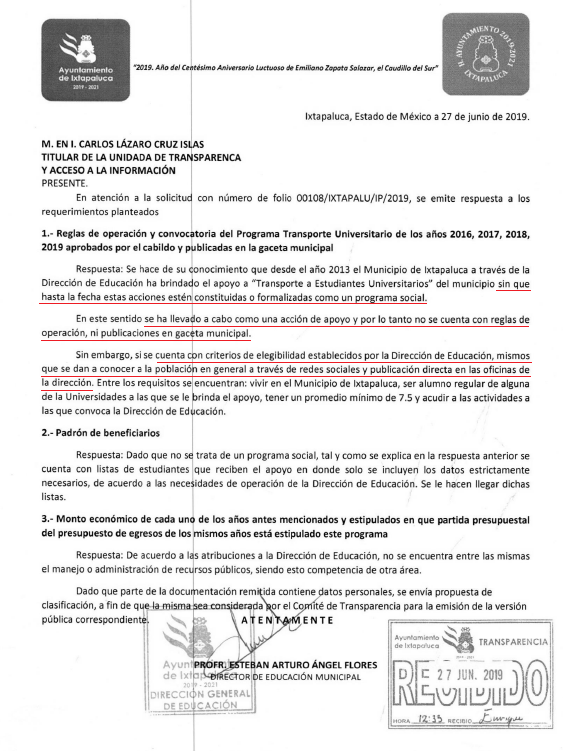 Ayuntamiento
de Ixtapaluca
2019 - 2021
"2019. Año del Centésimo Aniversario Luctuoso de Emiliano Zapata Salazar, el Caudillo del Sur"
H. AYUNTAMIENTO 2019-2021
IXTAPALUCA
Ixtapaluca, Estado de México a 27 de junio de 2019.
M. EN I. CARLOS LÁZARO CRUZ ISLAS
TITULAR DE LA UNIDADA DE TRANSPARENCA
Y ACCESO A LA INFORMACIÓN
PRESENTE.
En atención a la solicitud con número de folio 00108/IXTAPALU/IP/2019, se emite respuesta a los
requerimientos planteados
1.- Reglas de operación y convocatoria del Programa Transporte Universitario de los años 2016, 2017, 2018,
2019 aprobados por el cabildo y publicadas en la gaceta municipal
Respuesta: Se hace de su conocimiento que desde el año 2013 el Municipio de Ixtapaluca a través de la
Dirección de Educación ha brindado el apoyo a "Transporte a Estudiantes Universitarios" del municipio sin que
hasta la fecha estas acciones estén constituidas o formalizadas como un programa social.
En este sentido se ha llevado a cabo como una acción de apoyo y por lo tanto no se cuenta con reglas de
operación, ni publicaciones en gaceta municipal.
Sin embargo, si se cuenta con criterios de elegibilidad establecidos por la Dirección de Educación, mismos
que se dan a conocer a la población en general a través de redes sociales y publicación directa en las oficinas de
la dirección. Entre los requisitos se encuentran: vivir en el Municipio de Ixtapaluca, ser alumno regular de alguna
de la Universidades a las que se le brinda el apoyo, tener un promedio mínimo de 7.5 y acudir a las actividades a
las que convoca la Dirección de Educación.
2.- Padrón de beneficiarios
Respuesta: Dado que no se trata de un programa social, tal y como se explica en la respuesta anterior se
cuenta con listas de estudiantes que reciben el apoyo en donde solo se incluyen los datos estrictamente
necesarios, de acuerdo a las necesidades de operación de la Dirección de Educación. Se le hacen llegar dichas
listas.
3.- Monto económico de cada uno de los años antes mencionados y estipulados en que partida presupuestal
del presupuesto de egresos de los mismos años está estipulado este programa
Respuesta: De acuerdo a las atribuciones a la Dirección de Educación, no se encuentra entre las mismas
el manejo o administración de recursos públicos, siendo esto competencia de otra área.
Dado que parte de la documentación remitida contiene datos personales, se envía propuesta de
clasificación, a fin de que la misma sea considerada por el Comité de Transparencia para la emisión de la versión
pública correspondiente.
ATENTAMENTE
PROFR. ESTEBAN ARTURO ÁNGEL FLORES
DIRECTOR DE EDUCACIÓN MUNICIPAL
2019 - 2021
DIRECCIÓN GENERAL
DE EDUCACIÓN
Ayuntamiento
de Ixtapaluca
TRANSPARENCIA
27 JUN. 2019
RECIBIDO
HORA 12:35 RECIBIO Enrique